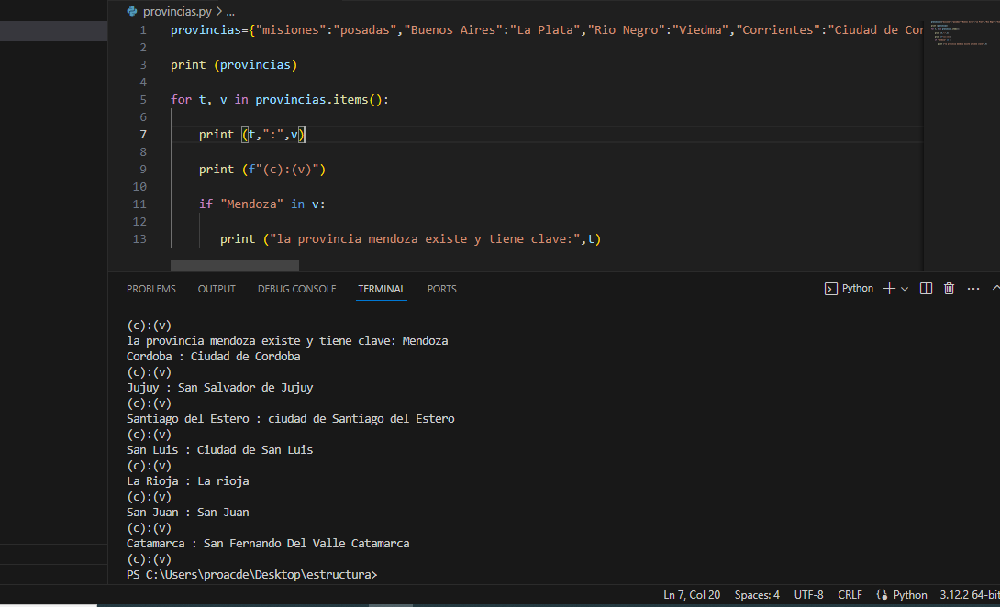 provincias.py > ...
1 provincias={"misiones":"posadas","Buenos Aires":"La Plata","Rio Negro":"Viedma","Corrientes":"Ciudad de Cor
2
3 print (provincias)
4
5 for t, v in provincias.items():
6
7 print (t,":",v)
8
9 print (f"(c):(v)")
10
11 if "Mendoza" in v:
12
13 print ("la provincia mendoza existe y tiene clave:",t)
PROBLEMS OUTPUT DEBUG CONSOLE TERMINAL PORTS Python
(c):(v)
la provincia mendoza existe y tiene clave: Mendoza
Cordoba : Ciudad de Cordoba
(c):(v)
Jujuy : San Salvador de Jujuy
(c):(v)
Santiago del Estero : ciudad de Santiago del Estero
(c):(v)
San Luis : Ciudad de San Luis
(c):(v)
La Rioja : La rioja
(c):(v)
San Juan : San Juan
(c):(v)
Catamarca : San Fernando Del Valle Catamarca
(c):(v)
PS C:\Users\proacde\Desktop\estructura>
Ln 7, Col 20 Spaces: 4 UTF-8 CRLF Python 3.12.2 64-bit